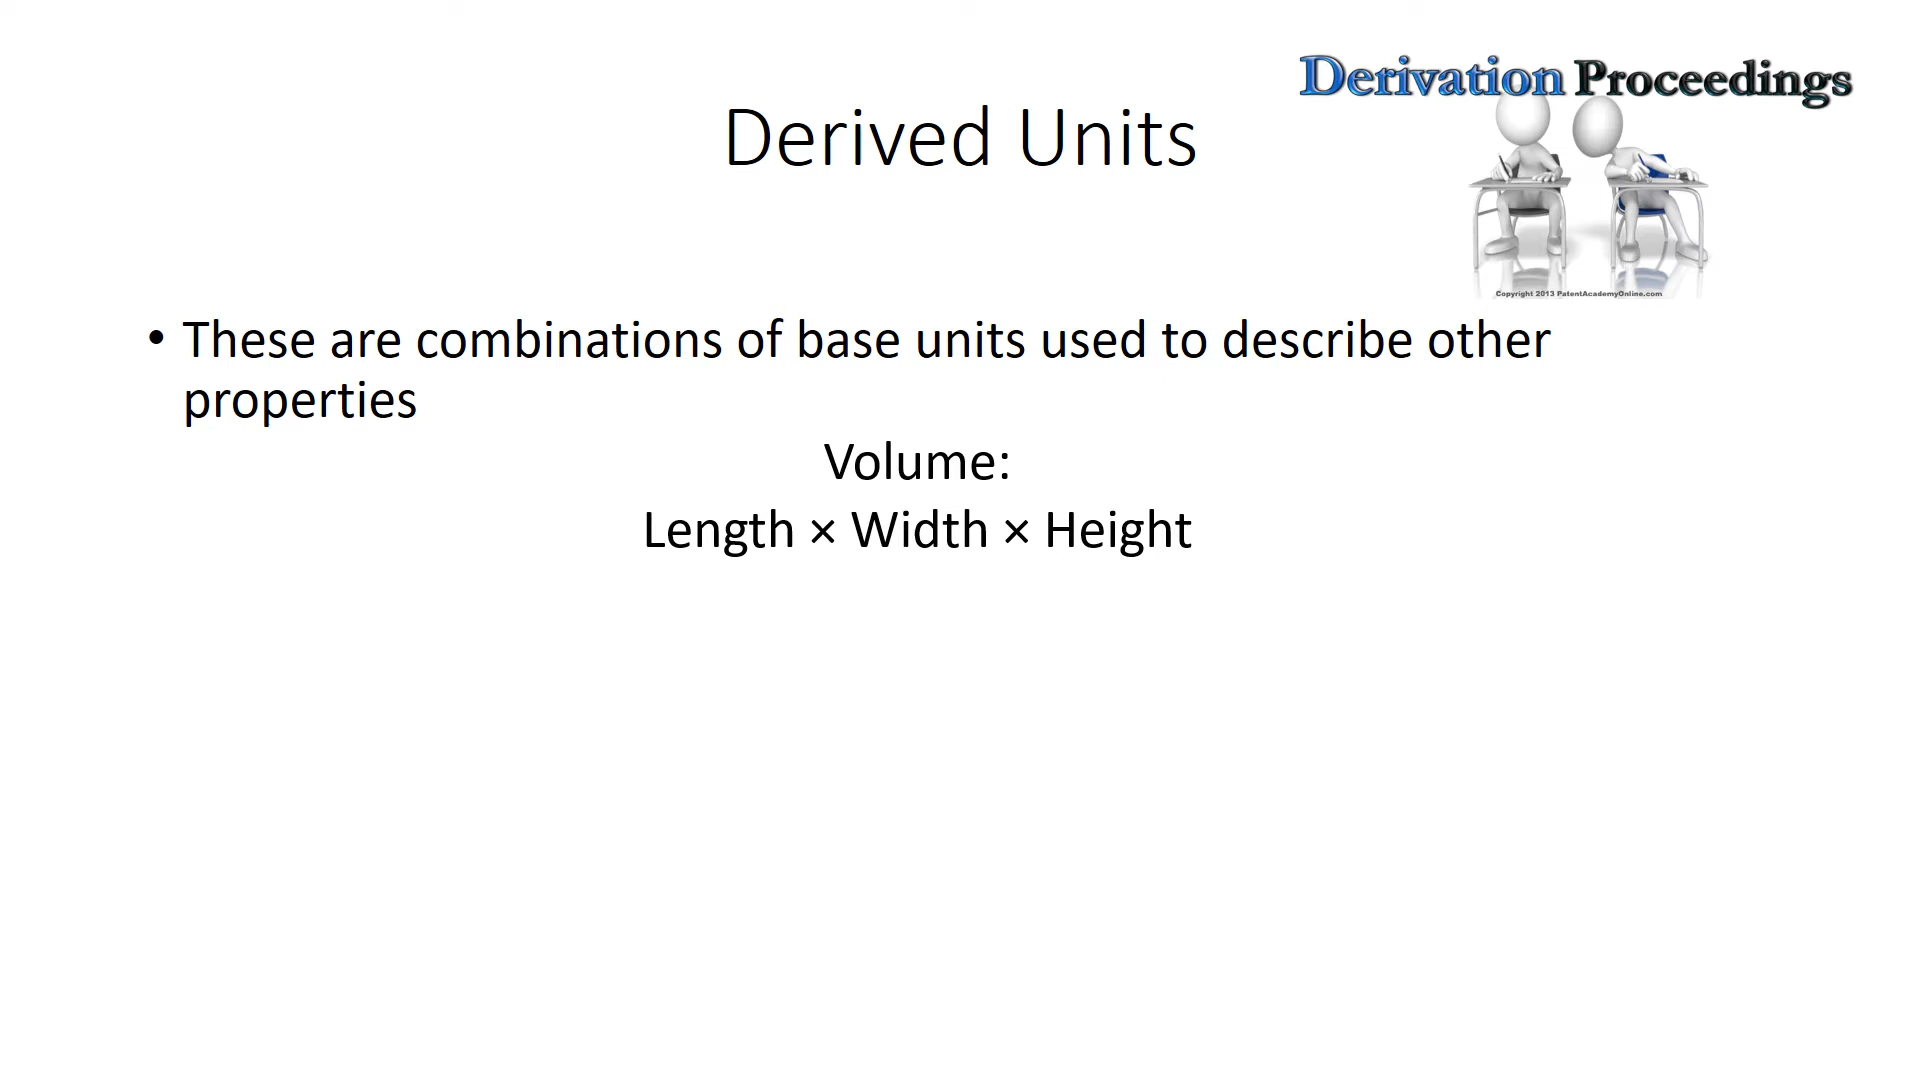 Derivation Proceedings
Derived Units
Copyright 2013 PatentAcademyOnline.com
• These are combinations of base units used to describe other
properties
Volume:
Length × Width × Height